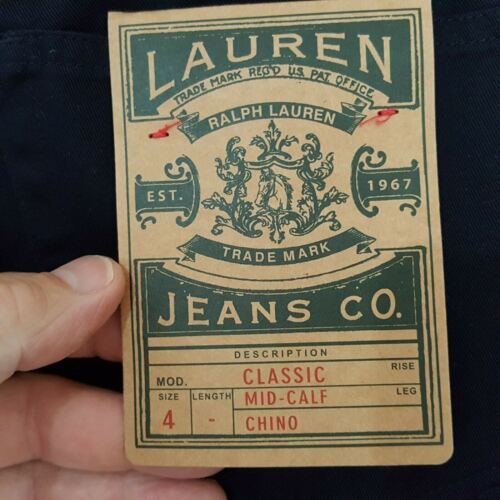 LAUREN
TRADE MARK REG'D U.S. PAT. OFFICE
RALPH LAUREN
EST. 1967
TRADE MARK
JEANS CO.
DESCRIPTION
MOD. CLASSIC RISE
SIZE LENGTH MID-CALF LEG
4 - CHINO